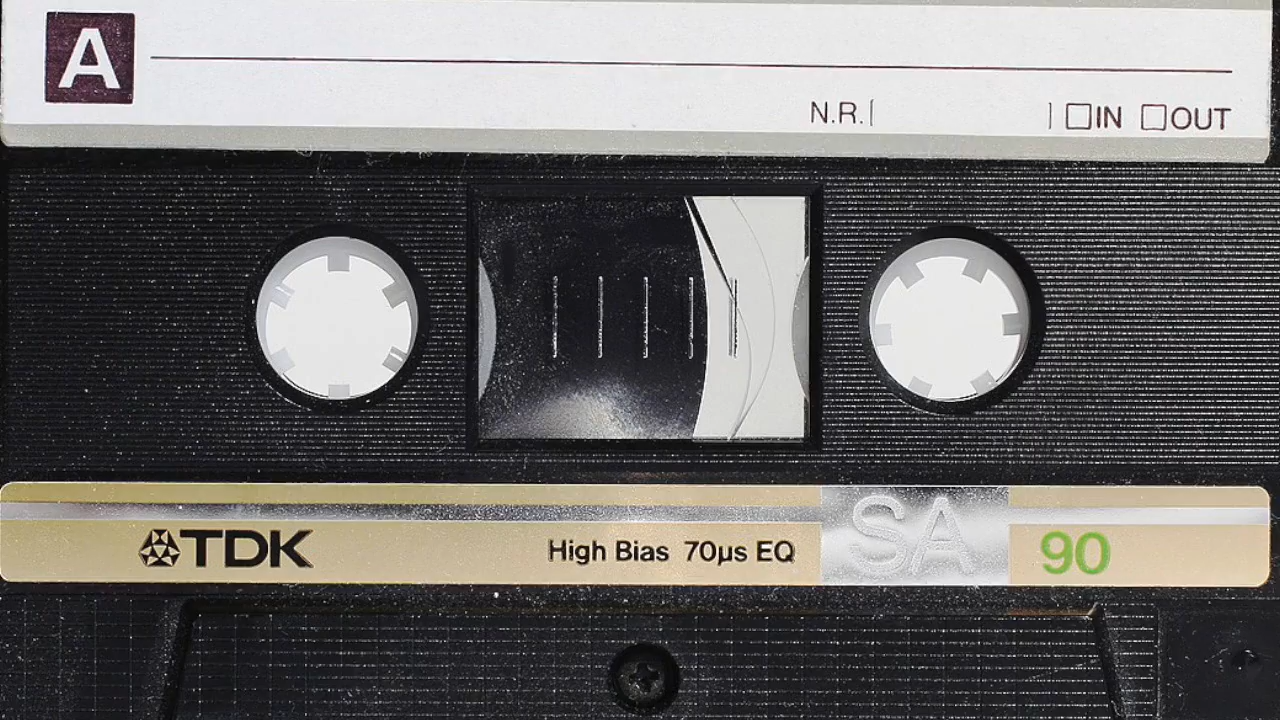 A
N.R.[ ] □IN □OUT
TDK High Bias 70µs EQ SA 90